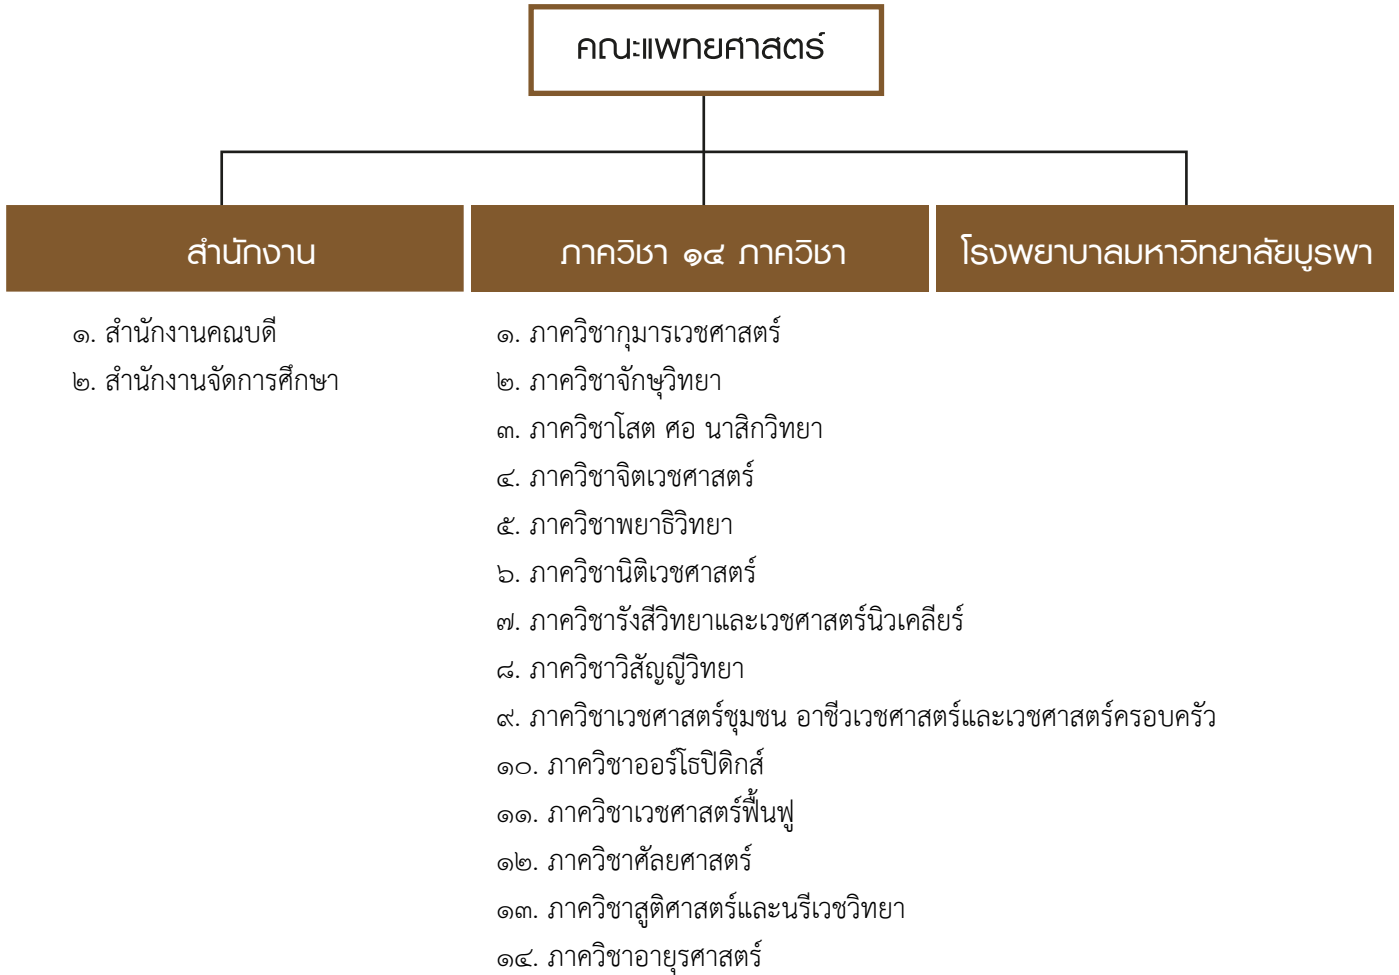 คณะแพทยศาสตร์
สำนักงาน
ภาควิชา ๑๔ ภาควิชา
โรงพยาบาลมหาวิทยาลัยบูรพา
๑. สำนักงานคณบดี
๒. สำนักงานจัดการศึกษา
๑. ภาควิชากุมารเวชศาสตร์
๒. ภาควิชาจักษุวิทยา
๓. ภาควิชาโสต ศอ นาสิกวิทยา
๔. ภาควิชาจิตเวชศาสตร์
๕. ภาควิชาพยาธิวิทยา
๖. ภาควิชานิติเวชศาสตร์
๗. ภาควิชารังสีวิทยาและเวชศาสตร์นิวเคลียร์
๘. ภาควิชาวิสัญญีวิทยา
๙. ภาควิชาเวชศาสตร์ชุมชน อาชีวเวชศาสตร์และเวชศาสตร์ครอบครัว
๑๐. ภาควิชาออร์โธปิดิกส์
๑๑. ภาควิชาเวชศาสตร์ฟื้นฟู
๑๒. ภาควิชาศัลยศาสตร์
๑๓. ภาควิชาสูติศาสตร์และนรีเวชวิทยา
๑๔. ภาควิชาอายุรศาสตร์